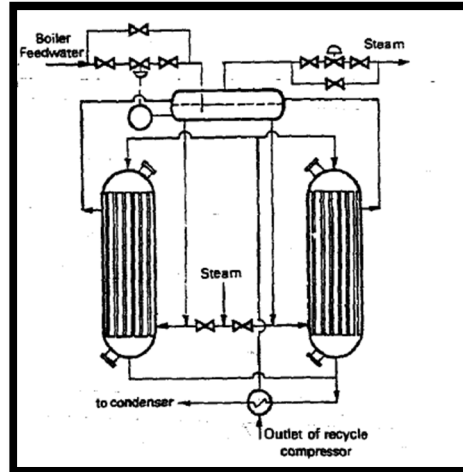 Boiler
Feedwater
Steam
Steam
to condenser
Outlet of recycle
compressor